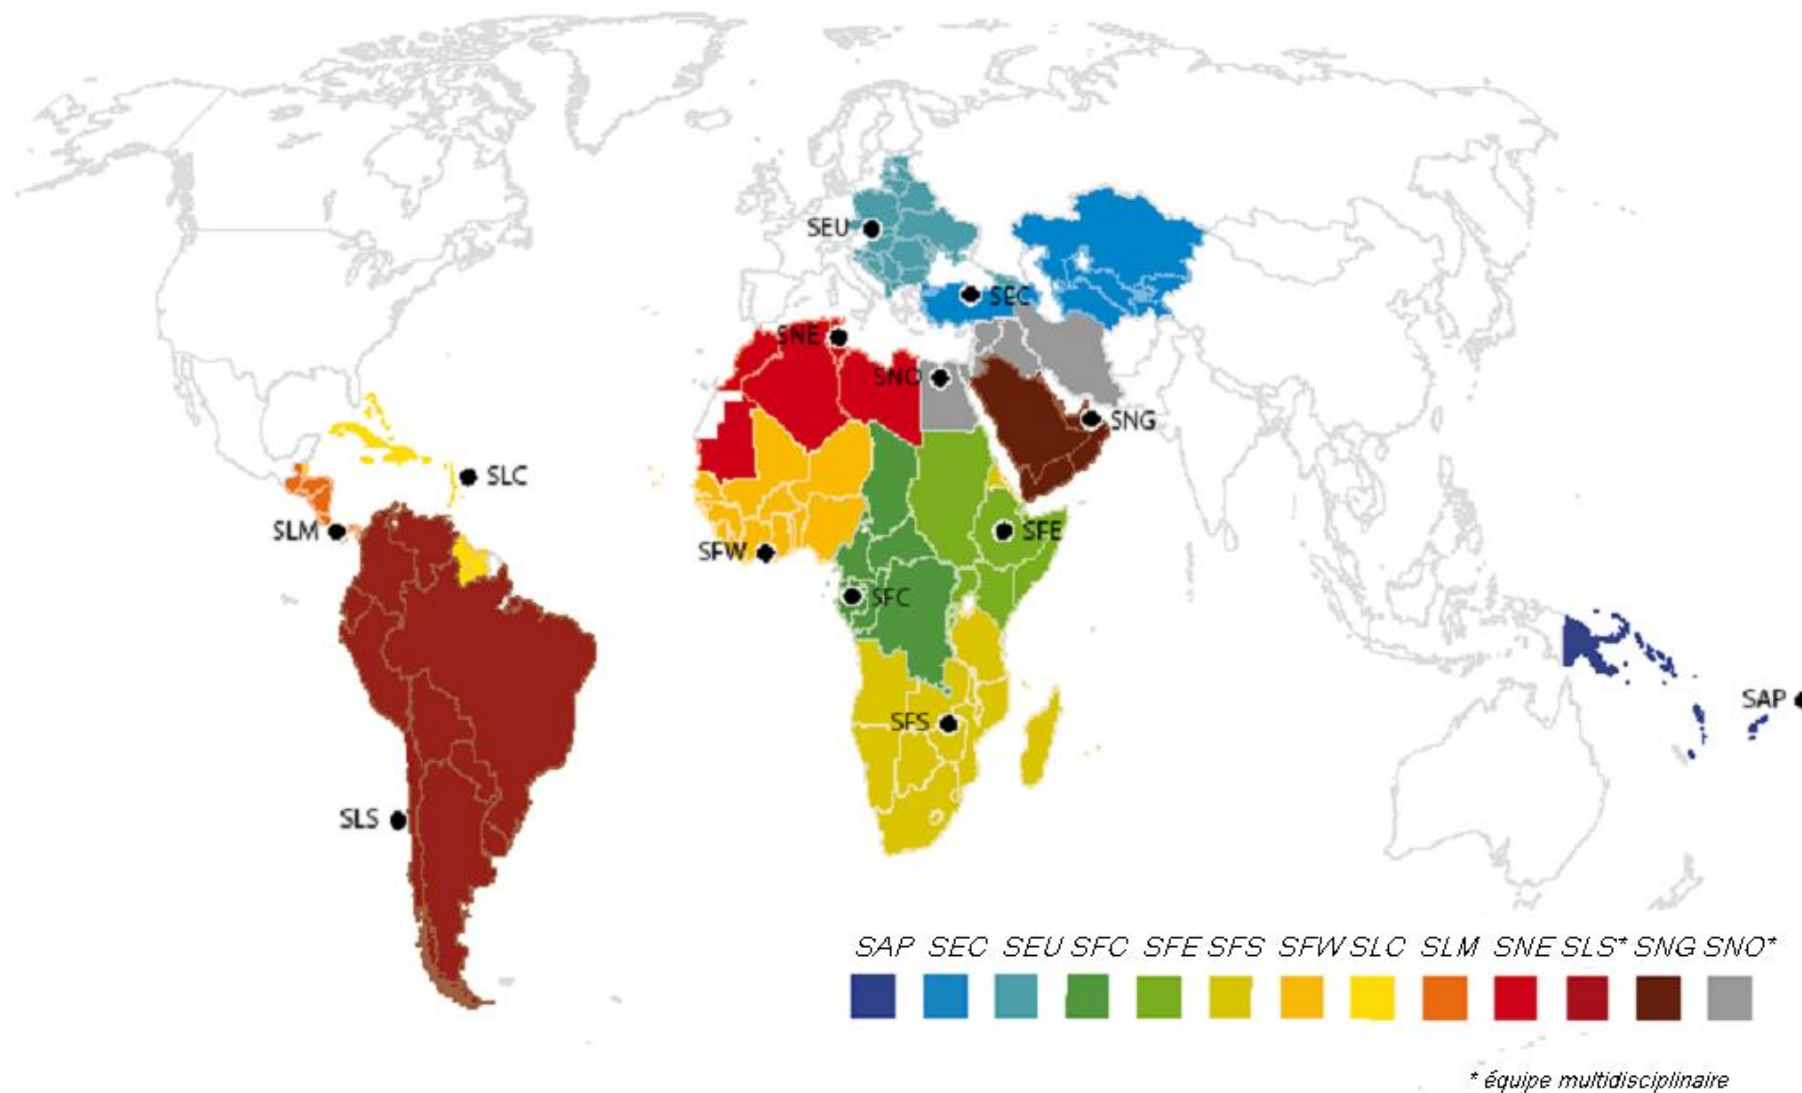 SEU
SEC
SNE
SNO
SNG
SLC
SLM
SFW
SFE
SFC
SAP
SFS
SLS
SAP SEC SEU SFC SFE SFS SFW SLC SLM SNE SLS* SNG SNO*
* équipe multidisciplinaire